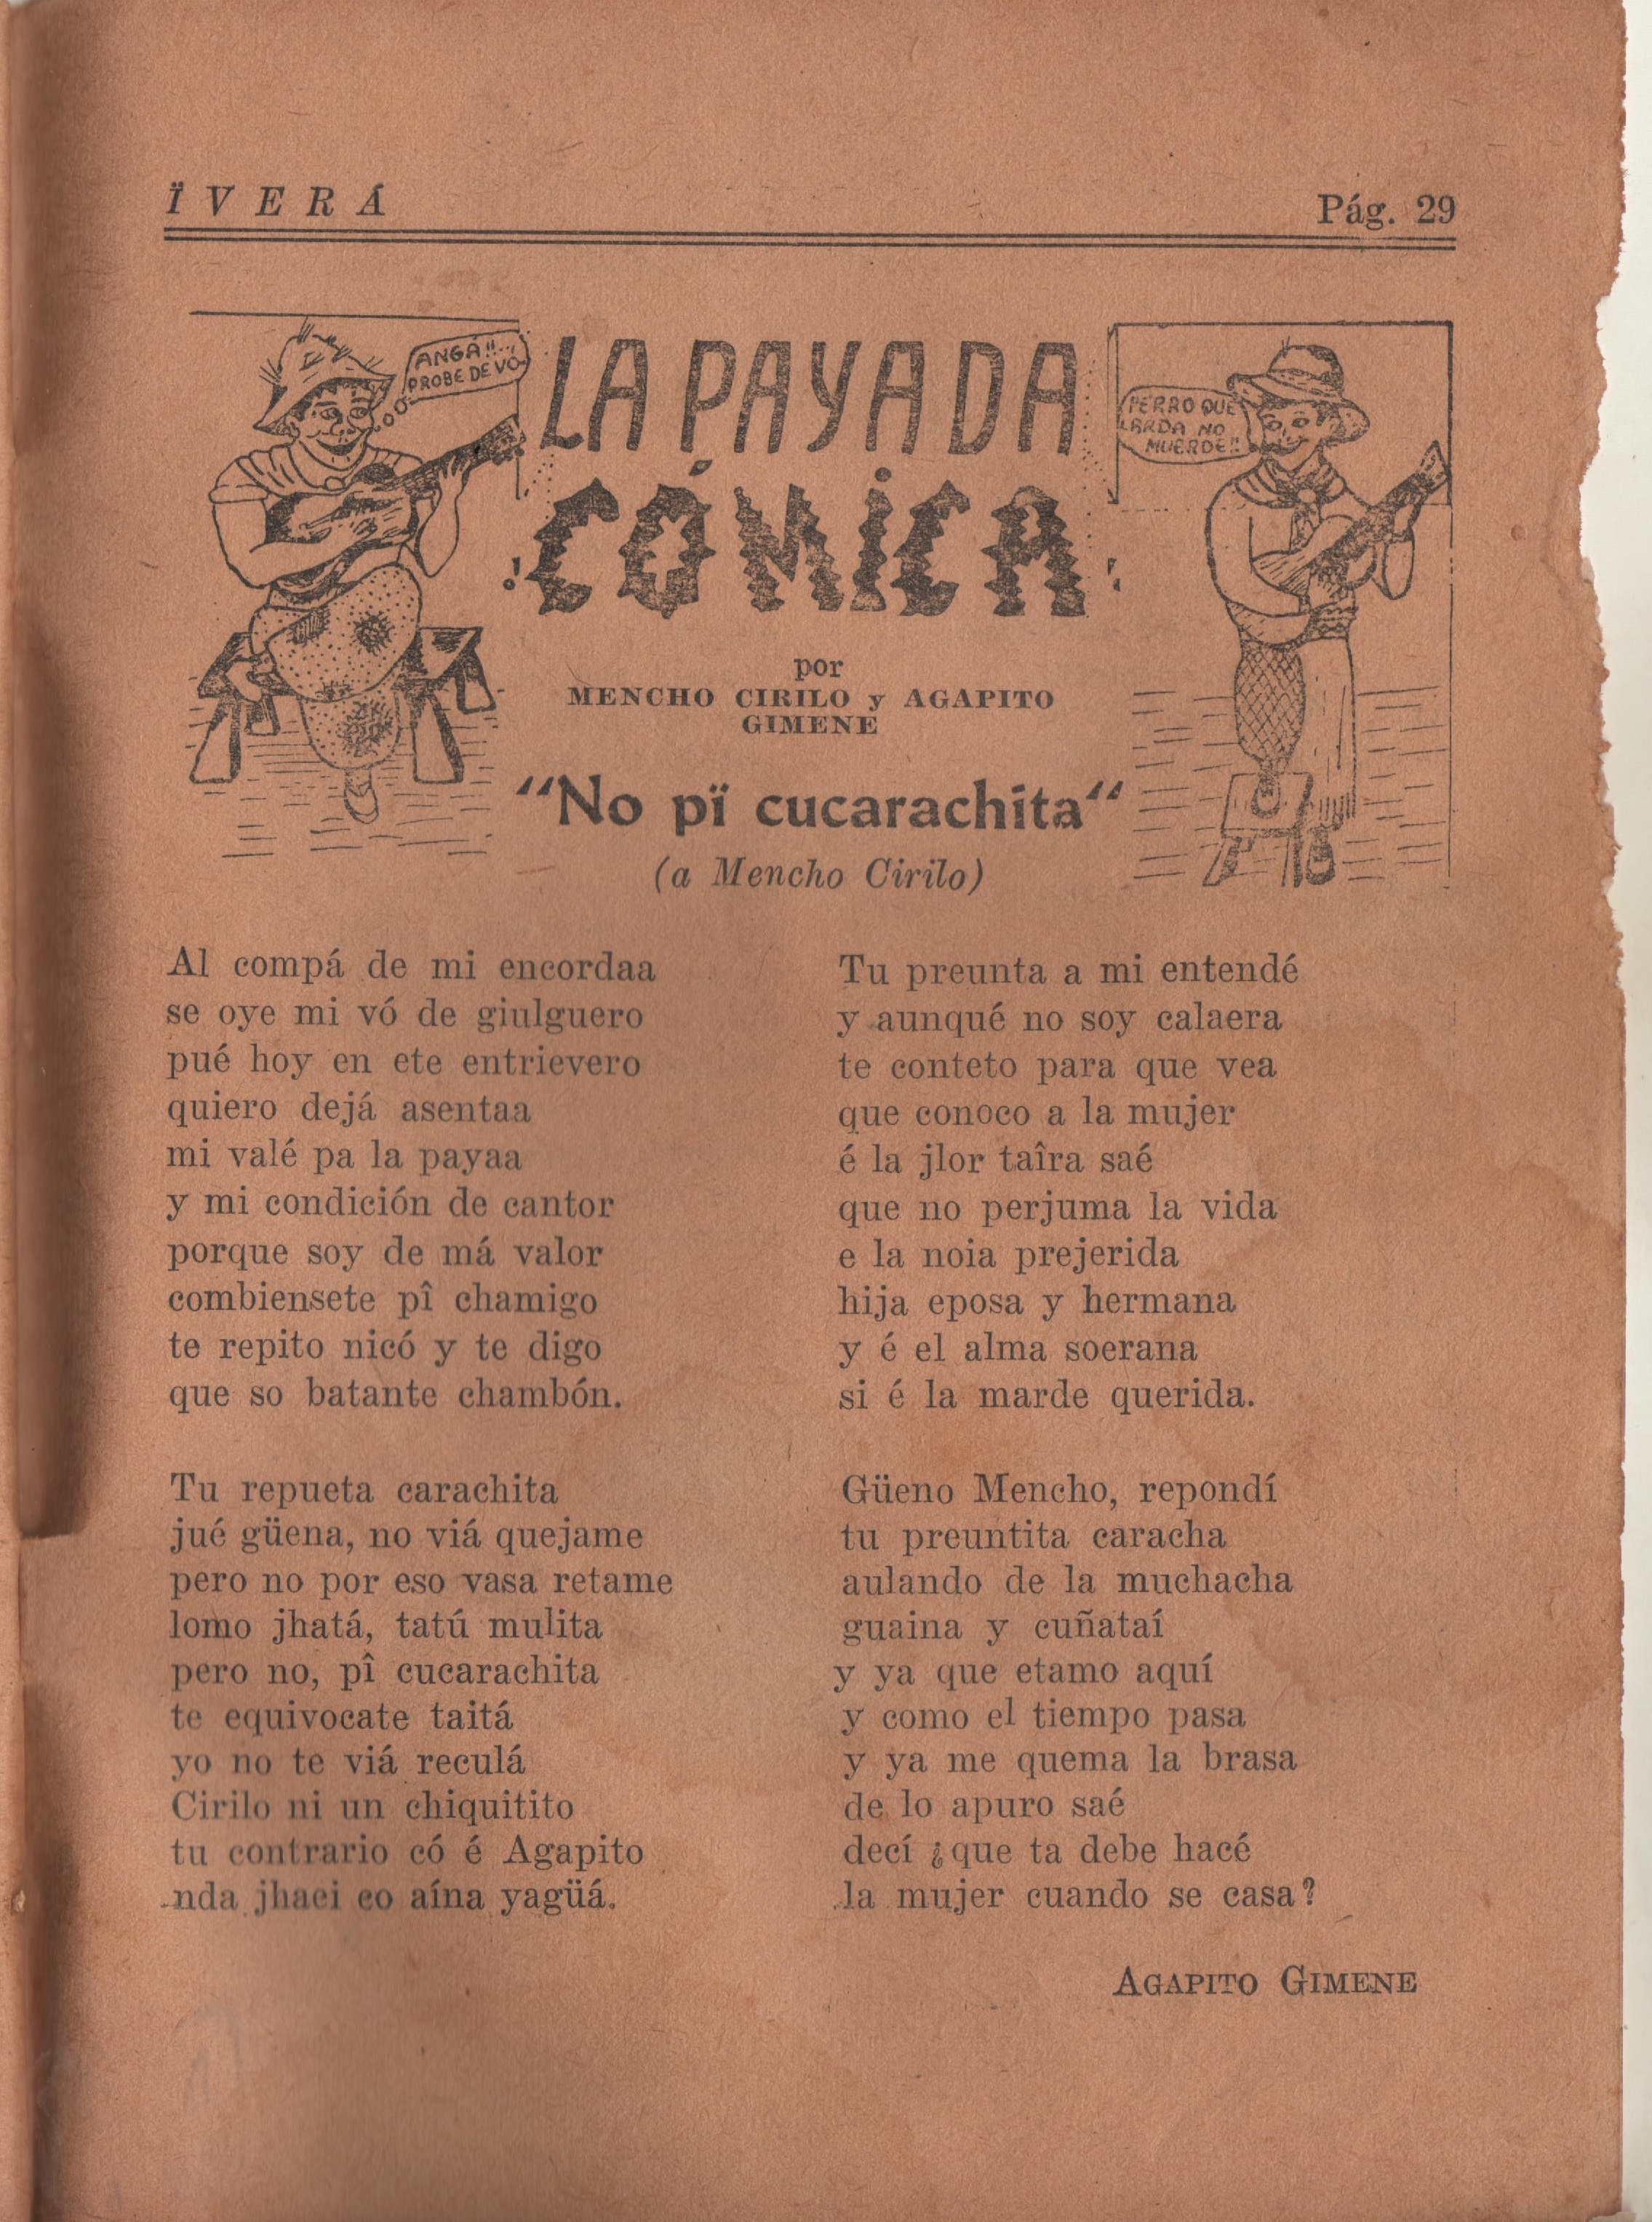 Ï V E R Á
Pág. 29
ANGÁ!!...
PROBE DE VO
LA PAYADA
¡CÓMICA!
PERRO QUE
LARDA NO
MUERDE!!
por
MENCHO CIRILO y AGAPITO
GIMENE
“No pï cucarachita“
(a Mencho Cirilo)
Al compá de mi encordaa
se oye mi vó de giulguero
pué hoy en ete entrievero
quiero dejá asentaa
mi valé pa la payaa
y mi condición de cantor
porque soy de má valor
combiensete pî chamigo
te repito nicó y te digo
que so batante chambón.
Tu repueta carachita
jué güena, no viá quejame
pero no por eso vasa retame
lomo jhatá, tatú mulita
pero no, pî cucarachita
te equivocate taitá
yo no te viá reculá
Cirilo ni un chiquitito
tu contrario có é Agapito
nda jhaei co aína yagüá.
Tu preunta a mi entendé
y aunqué no soy calaera
te conteto para que vea
que conoco a la mujer
é la jlor taîra saé
que no perjuma la vida
e la noia prejerida
hija eposa y hermana
y é el alma soerana
si é la marde querida.
Güeno Mencho, repondí
tu preuntita caracha
aulando de la muchacha
guaina y cuñataí
y ya que etamo aquí
y como el tiempo pasa
y ya me quema la brasa
de lo apuro saé
decí ¿que ta debe hacé
la mujer cuando se casa?
AGAPITO GIMENE